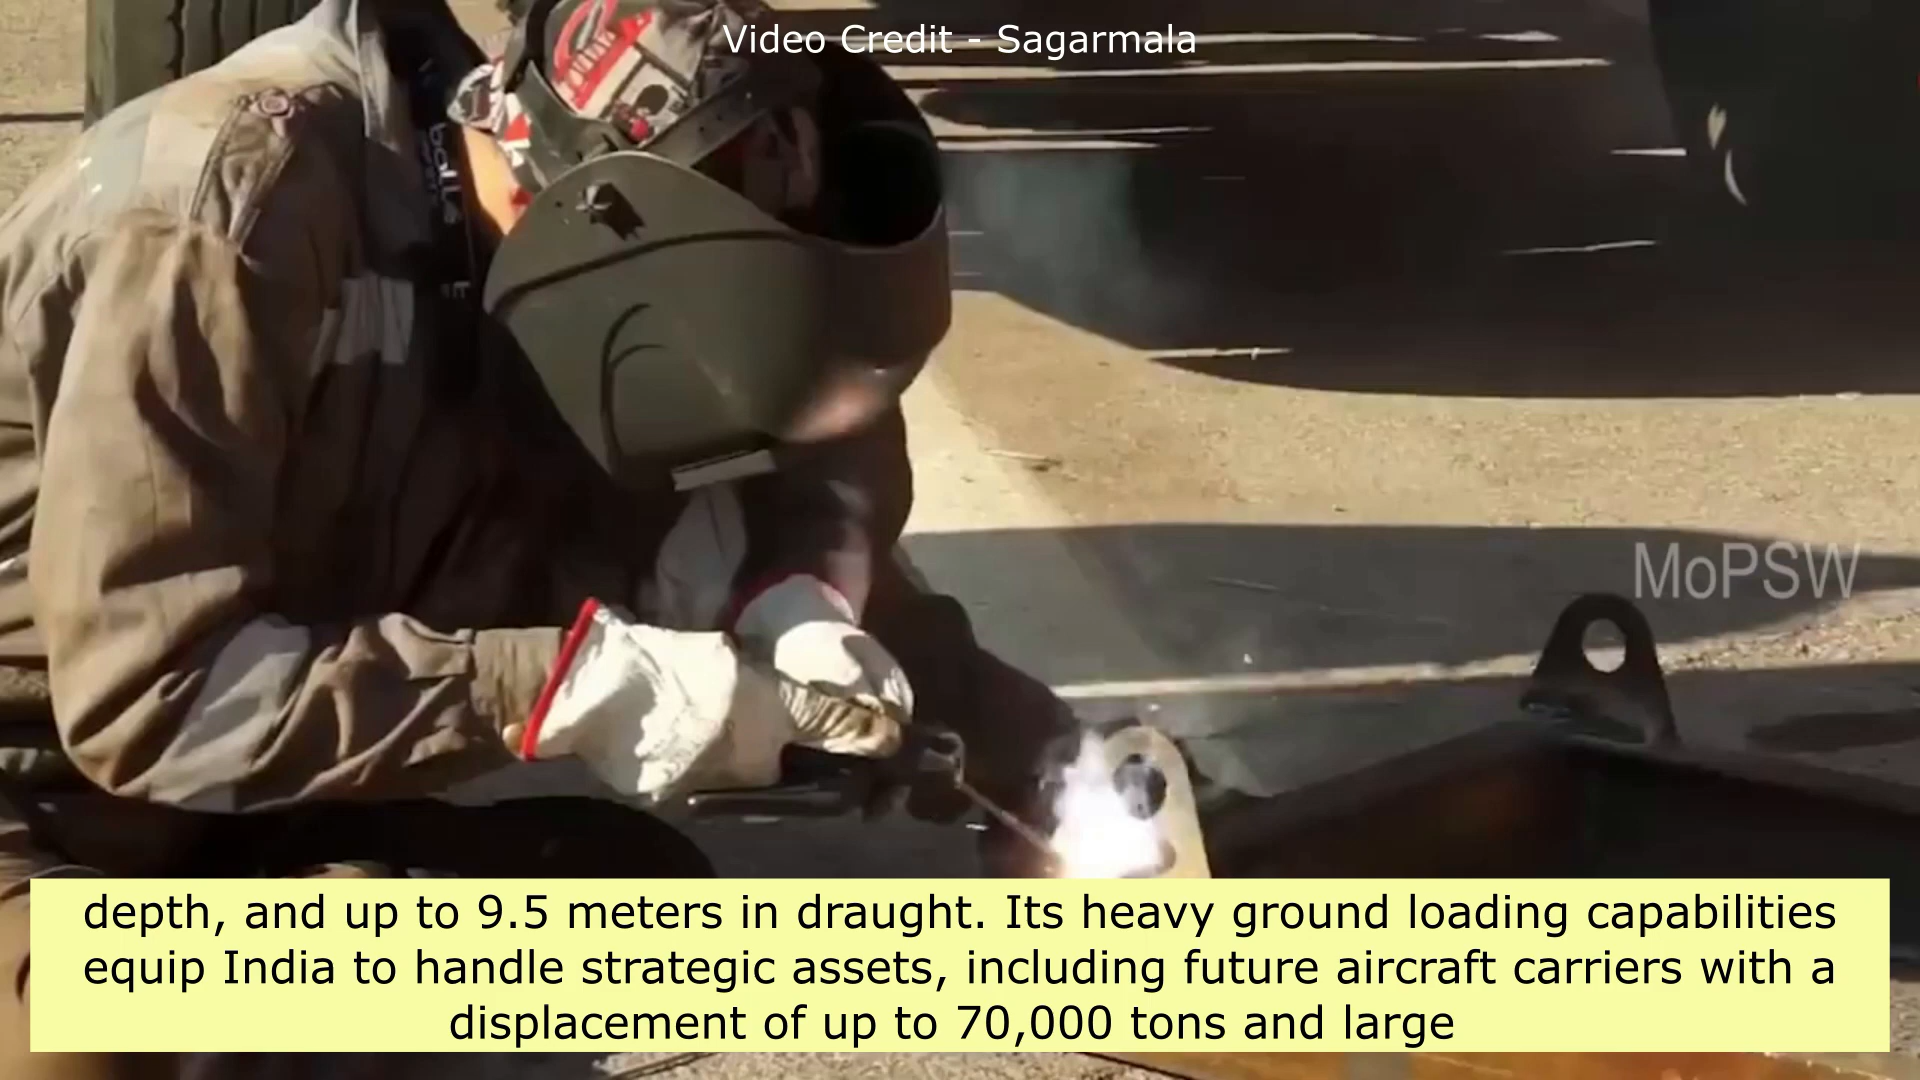 Video Credit - Sagarmala
MoPSW
depth, and up to 9.5 meters in draught. Its heavy ground loading capabilities
equip India to handle strategic assets, including future aircraft carriers with a
displacement of up to 70,000 tons and large